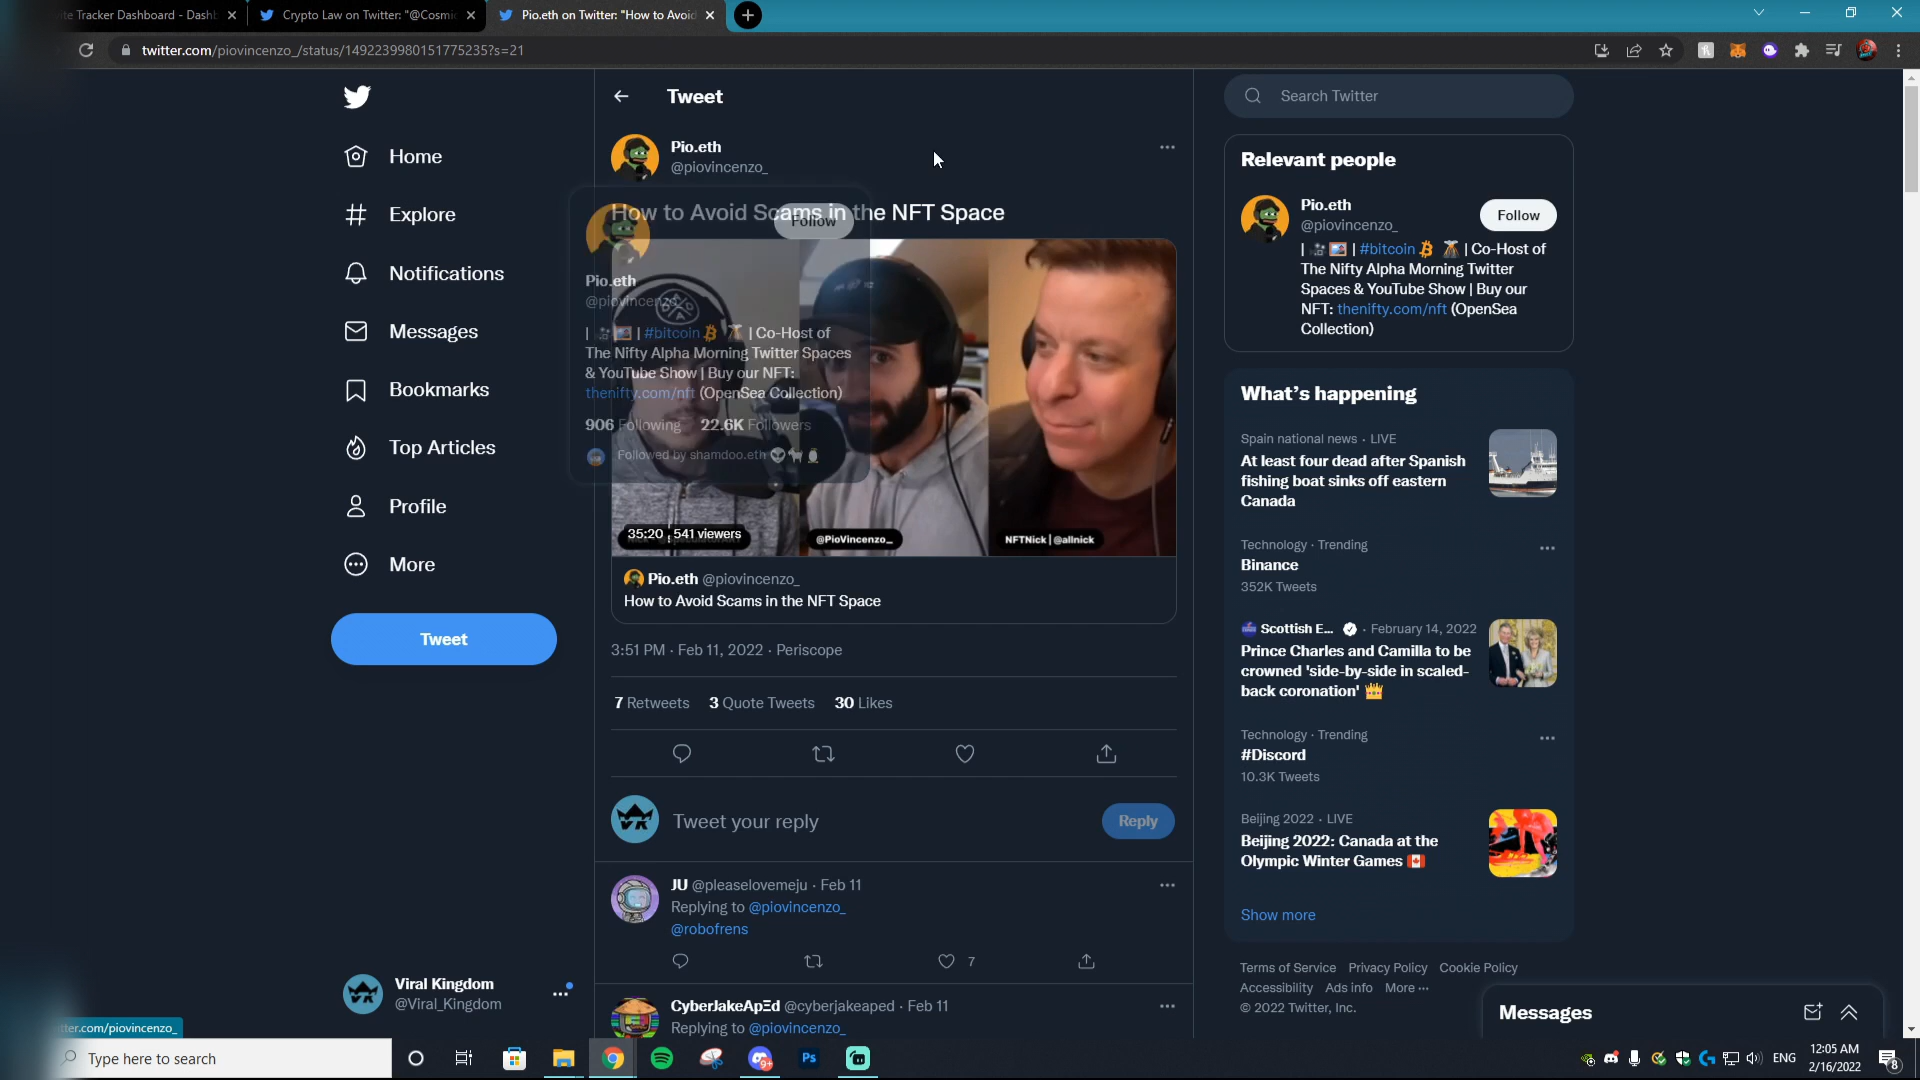 te Tracker Dashboard - Dash
Crypto Law on Twitter: "@Cosmic
Pio.eth on Twitter: "How to Avoid
twitter.com/piovincenzo_/status/1492239980151775235?s=21
Home
Explore
Notifications
Messages
Bookmarks
Top Articles
Profile
More
Tweet
Viral Kingdom
@Viral_Kingdom
tter.com/piovincenzo_
Tweet
Pio.eth
@piovincenzo_
How to Avoid Scams in the NFT Space
Follow
Pio.eth
@piovincenzo_
| #bitcoin | Co-Host of
The Nifty Alpha Morning Twitter Spaces
& YouTube Show | Buy our NFT:
thenifty.com/nft (OpenSea Collection)
906 Following 22.6K Followers
Followed by shamdoo.eth
35:20 541 viewers
@PioVincenzo_
NFTNick | @allnick
Pio.eth @piovincenzo_
How to Avoid Scams in the NFT Space
3:51 PM · Feb 11, 2022 · Periscope
7 Retweets 3 Quote Tweets 30 Likes
Tweet your reply
Reply
JU @pleaselovemeju · Feb 11
Replying to @piovincenzo_
@robofrens
7
CyberJakeApΞd @cyberjakeaped · Feb 11
Replying to @piovincenzo_
Search Twitter
Relevant people
Pio.eth
@piovincenzo_
Follow
| #bitcoin | Co-Host of
The Nifty Alpha Morning Twitter
Spaces & YouTube Show | Buy our
NFT: thenifty.com/nft (OpenSea
Collection)
What's happening
Spain national news · LIVE
At least four dead after Spanish
fishing boat sinks off eastern
Canada
Technology · Trending
Binance
352K Tweets
Scottish E... · February 14, 2022
Prince Charles and Camilla to be
crowned 'side-by-side in scaled-
back coronation'
Technology · Trending
#Discord
10.3K Tweets
Beijing 2022 · LIVE
Beijing 2022: Canada at the
Olympic Winter Games
Show more
Terms of Service Privacy Policy Cookie Policy
Accessibility Ads info More ···
© 2022 Twitter, Inc.
Messages
Type here to search
Ps
ENG
12:05 AM
2/16/2022
8